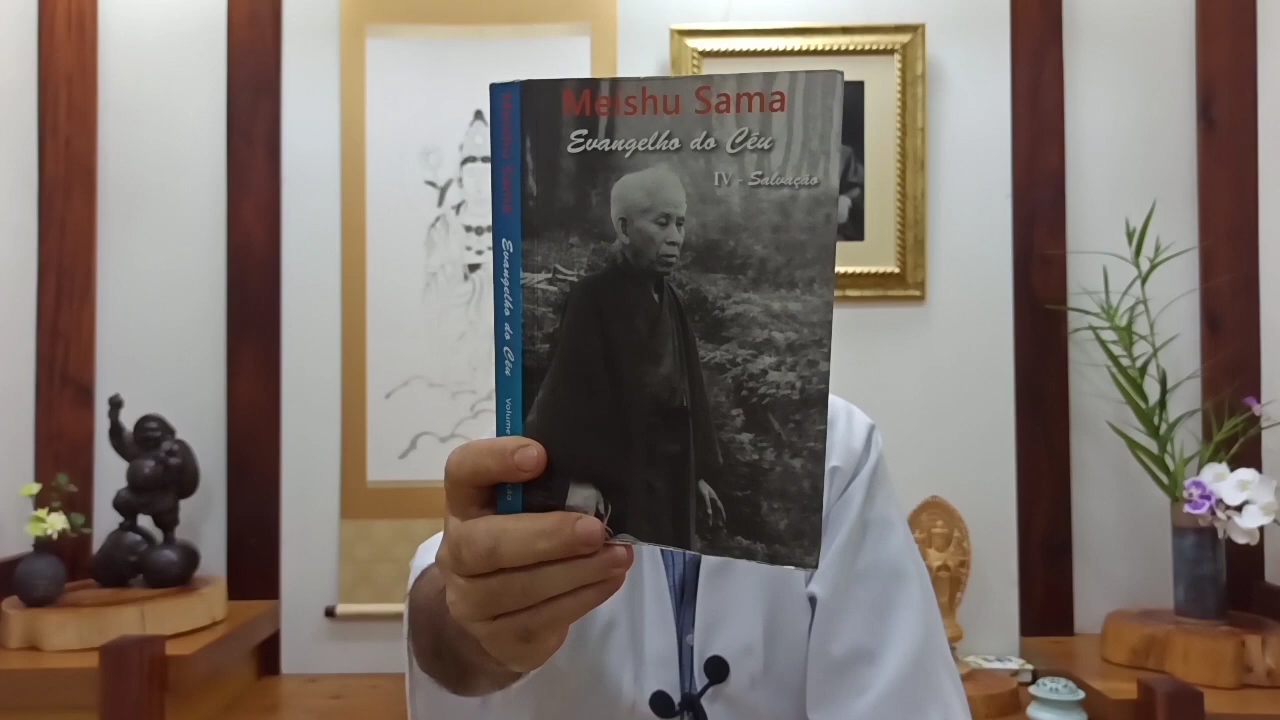 Meishu Sama
Evangelho do Céu
IV - Salvação
Meishu Sama
Evangelho do Céu
Volume